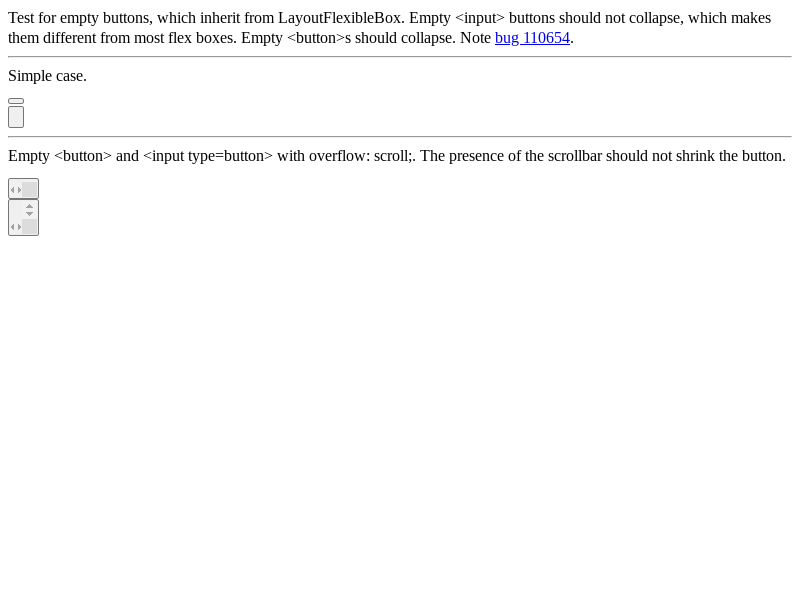 Test for empty buttons, which inherit from LayoutFlexibleBox. Empty <input> buttons should not collapse, which makes
them different from most flex boxes. Empty <button>s should collapse. Note bug 110654.
Simple case.
Empty <button> and <input type=button> with overflow: scroll;. The presence of the scrollbar should not shrink the button.